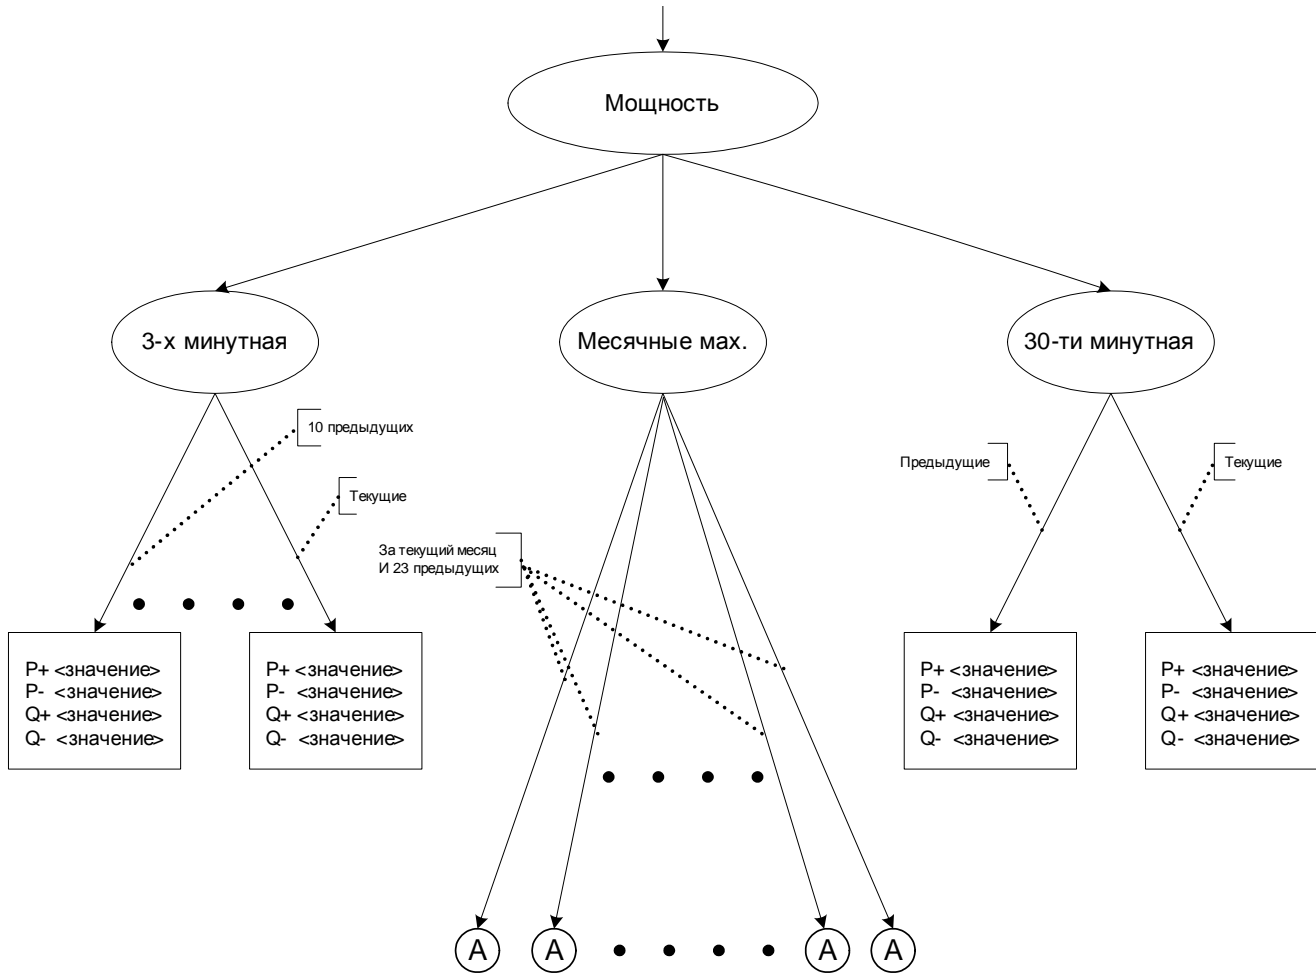 Мощность
3-х минутная
Месячные мах.
30-ти минутная
10 предыдущих
Текущие
Предыдущие
Текущие
За текущий месяц
И 23 предыдущих
P+ <значение>
P- <значение>
Q+ <значение>
Q- <значение>
P+ <значение>
P- <значение>
Q+ <значение>
Q- <значение>
P+ <значение>
P- <значение>
Q+ <значение>
Q- <значение>
P+ <значение>
P- <значение>
Q+ <значение>
Q- <значение>
А
А
А
А